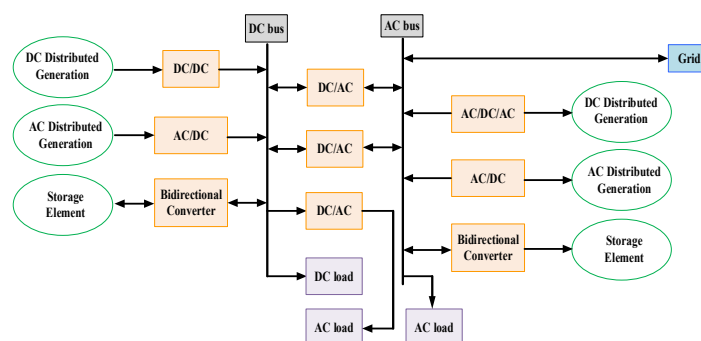 DC bus
AC bus
DC Distributed
Generation
DC/DC
DC/AC
Grid
AC/DC/AC
DC Distributed
Generation
AC Distributed
Generation
AC/DC
DC/AC
AC/DC
AC Distributed
Generation
Storage
Element
Bidirectional
Converter
DC/AC
Bidirectional
Converter
Storage
Element
DC load
AC load
AC load